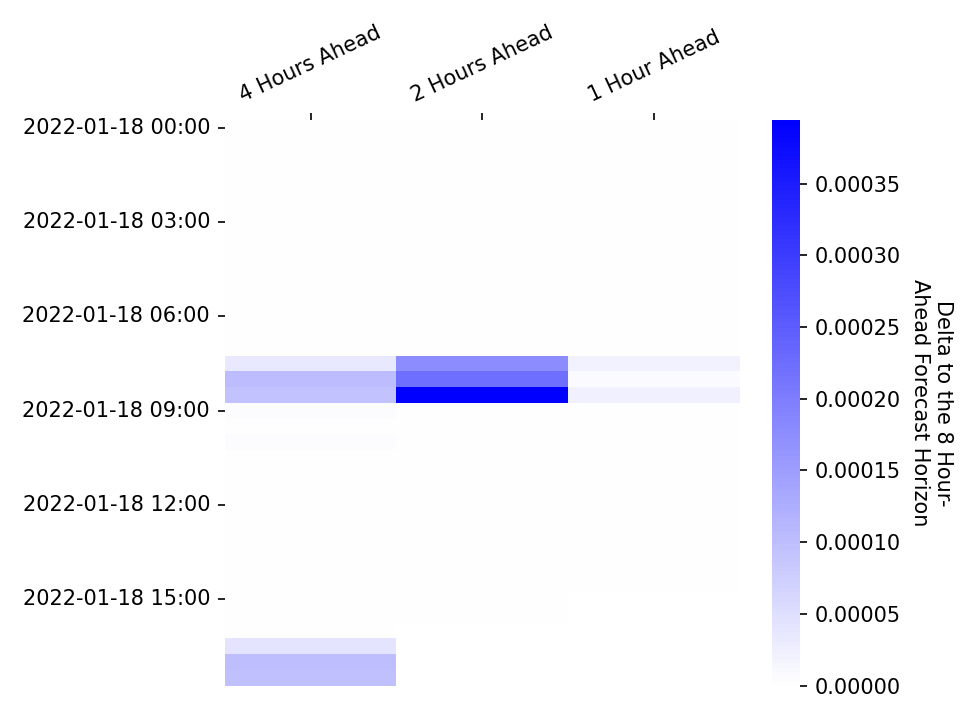 4 Hours Ahead
2 Hours Ahead
1 Hour Ahead
2022-01-18 00:00
2022-01-18 03:00
2022-01-18 06:00
2022-01-18 09:00
2022-01-18 12:00
2022-01-18 15:00
0.00035
0.00030
0.00025
0.00020
0.00015
0.00010
0.00005
0.00000
Delta to the 8 Hour-
Ahead Forecast Horizon